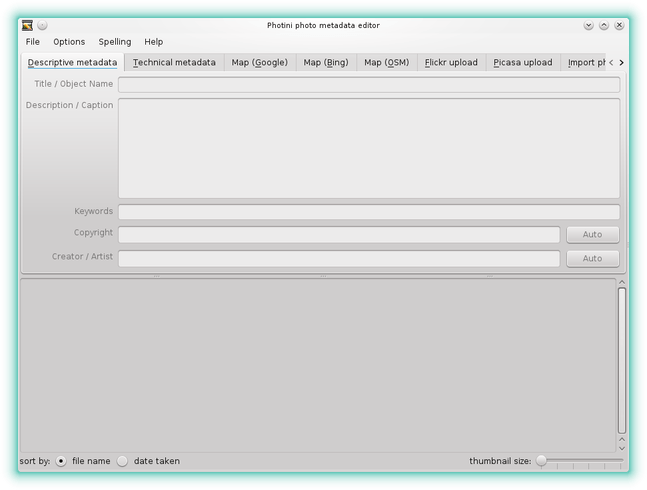 Photini photo metadata editor
File Options Spelling Help
Descriptive metadata Technical metadata Map (Google) Map (Bing) Map (OSM) Flickr upload Picasa upload Import
Title / Object Name
Description / Caption
Keywords
Copyright Auto
Creator / Artist Auto
sort by: file name date taken thumbnail size: